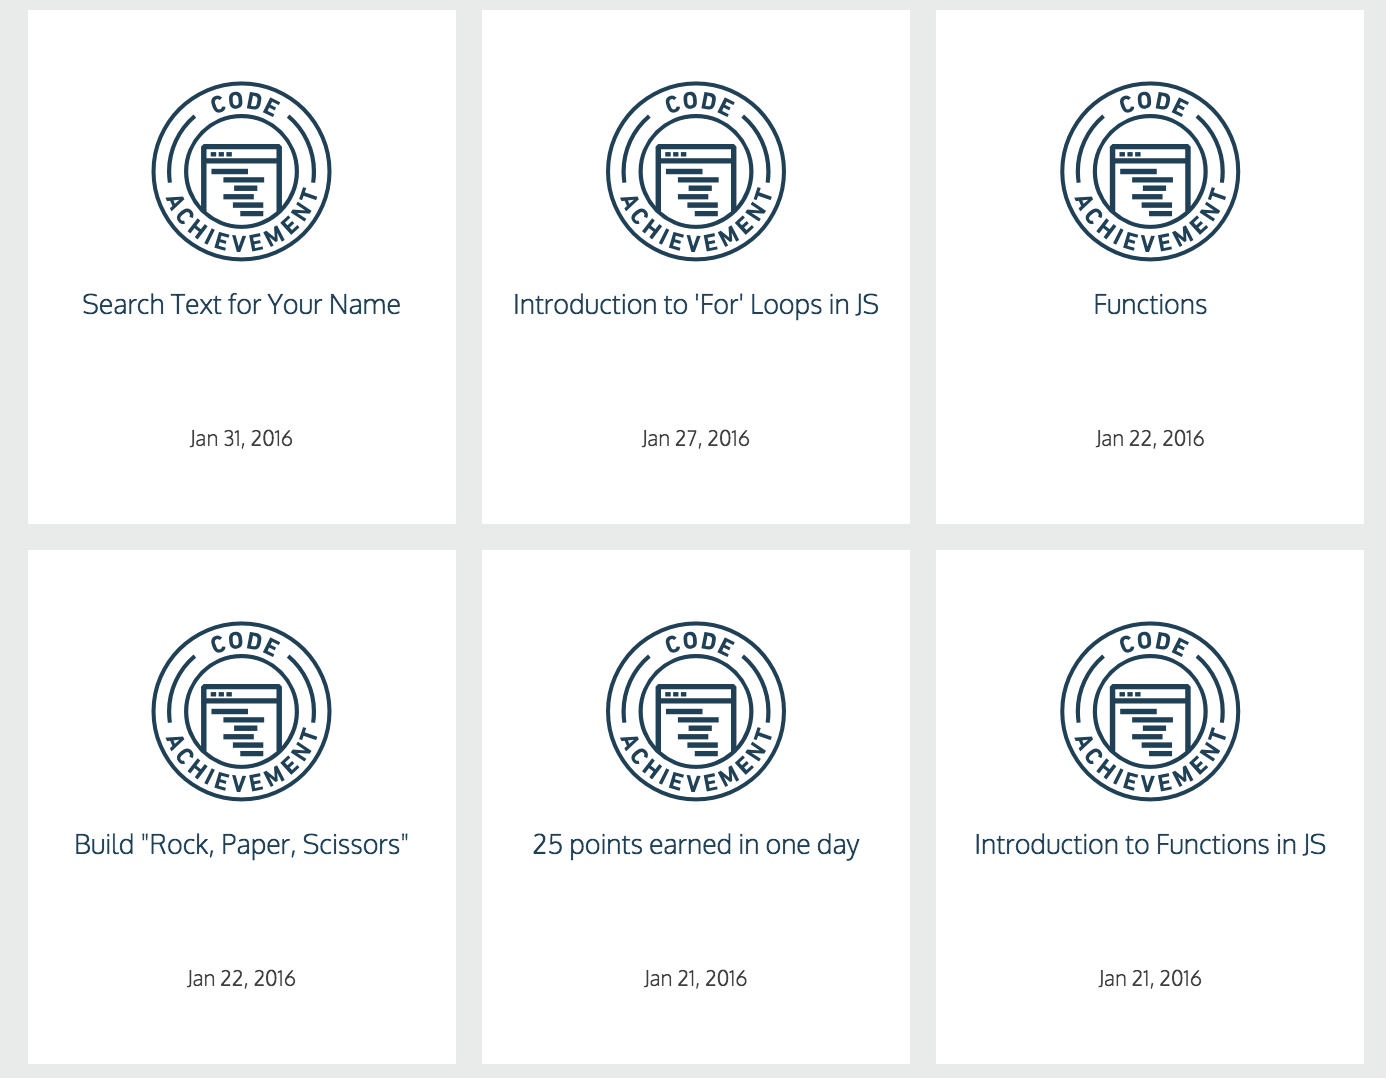 CODE
ACHIEVEMENT
Search Text for Your Name
Jan 31, 2016
CODE
ACHIEVEMENT
Introduction to 'For' Loops in JS
Jan 27, 2016
CODE
ACHIEVEMENT
Functions
Jan 22, 2016
CODE
ACHIEVEMENT
Build "Rock, Paper, Scissors"
Jan 22, 2016
CODE
ACHIEVEMENT
25 points earned in one day
Jan 21, 2016
CODE
ACHIEVEMENT
Introduction to Functions in JS
Jan 21, 2016